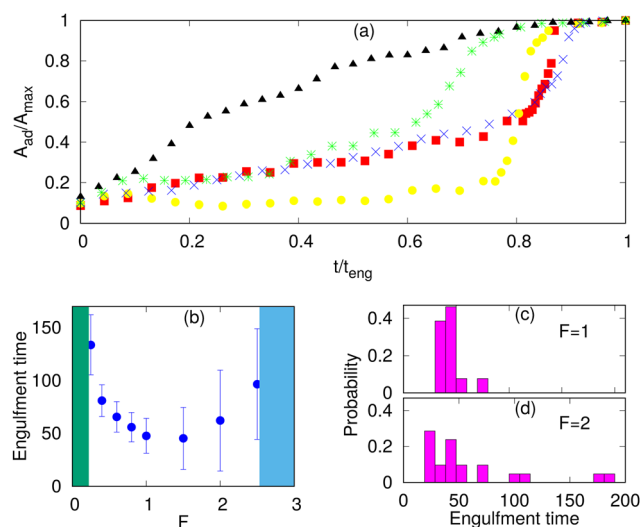 (a)
A_ad/A_max
1
0.8
0.6
0.4
0.2
0
0 0.2 0.4 0.6 0.8 1
t/t_eng
(b)
Engulfment time
150
100
50
0
0 1 2 3
F
(c)
F=1
0.4
0.2
0
Probability
(d)
F=2
0.4
0.2
0
0 50 100 150 200
Engulfment time